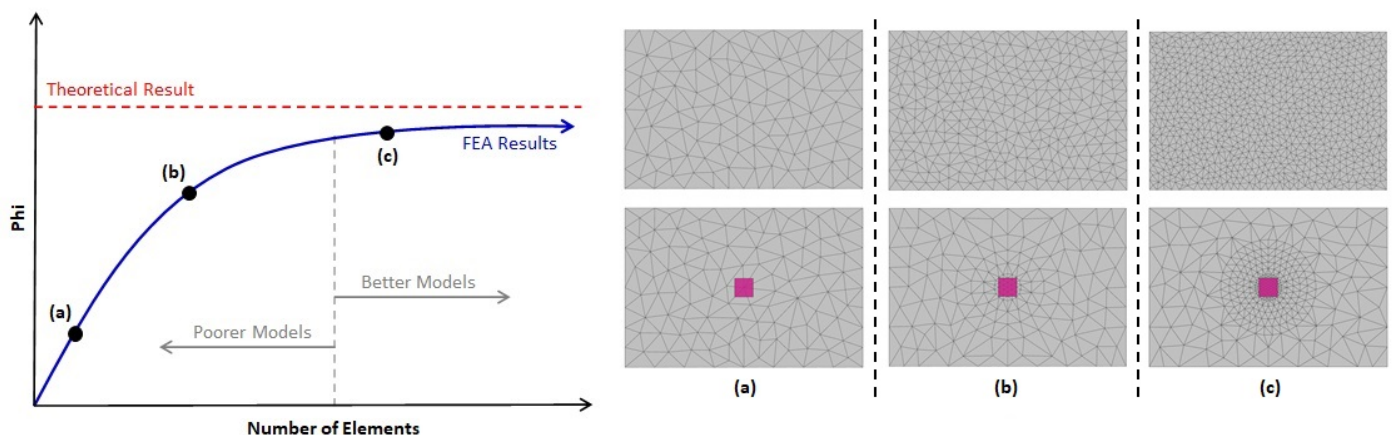 Theoretical Result
FEA Results
(c)
(b)
(a)
Better Models
Poorer Models
Phi
Number of Elements
(a)
(b)
(c)